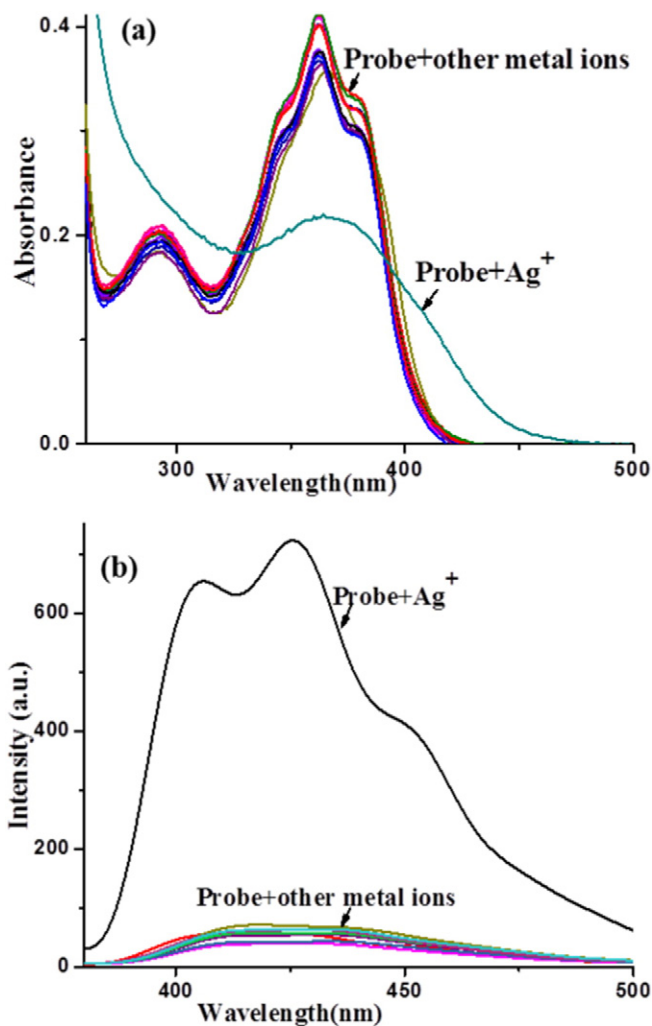 (a)
Probe+other metal ions
Probe+Ag+
Absorbance
0.4
0.2
0.0
300
400
500
Wavelength(nm)
(b)
Probe+Ag+
Probe+other metal ions
Intensity (a.u.)
600
400
200
0
400
450
500
Wavelength(nm)